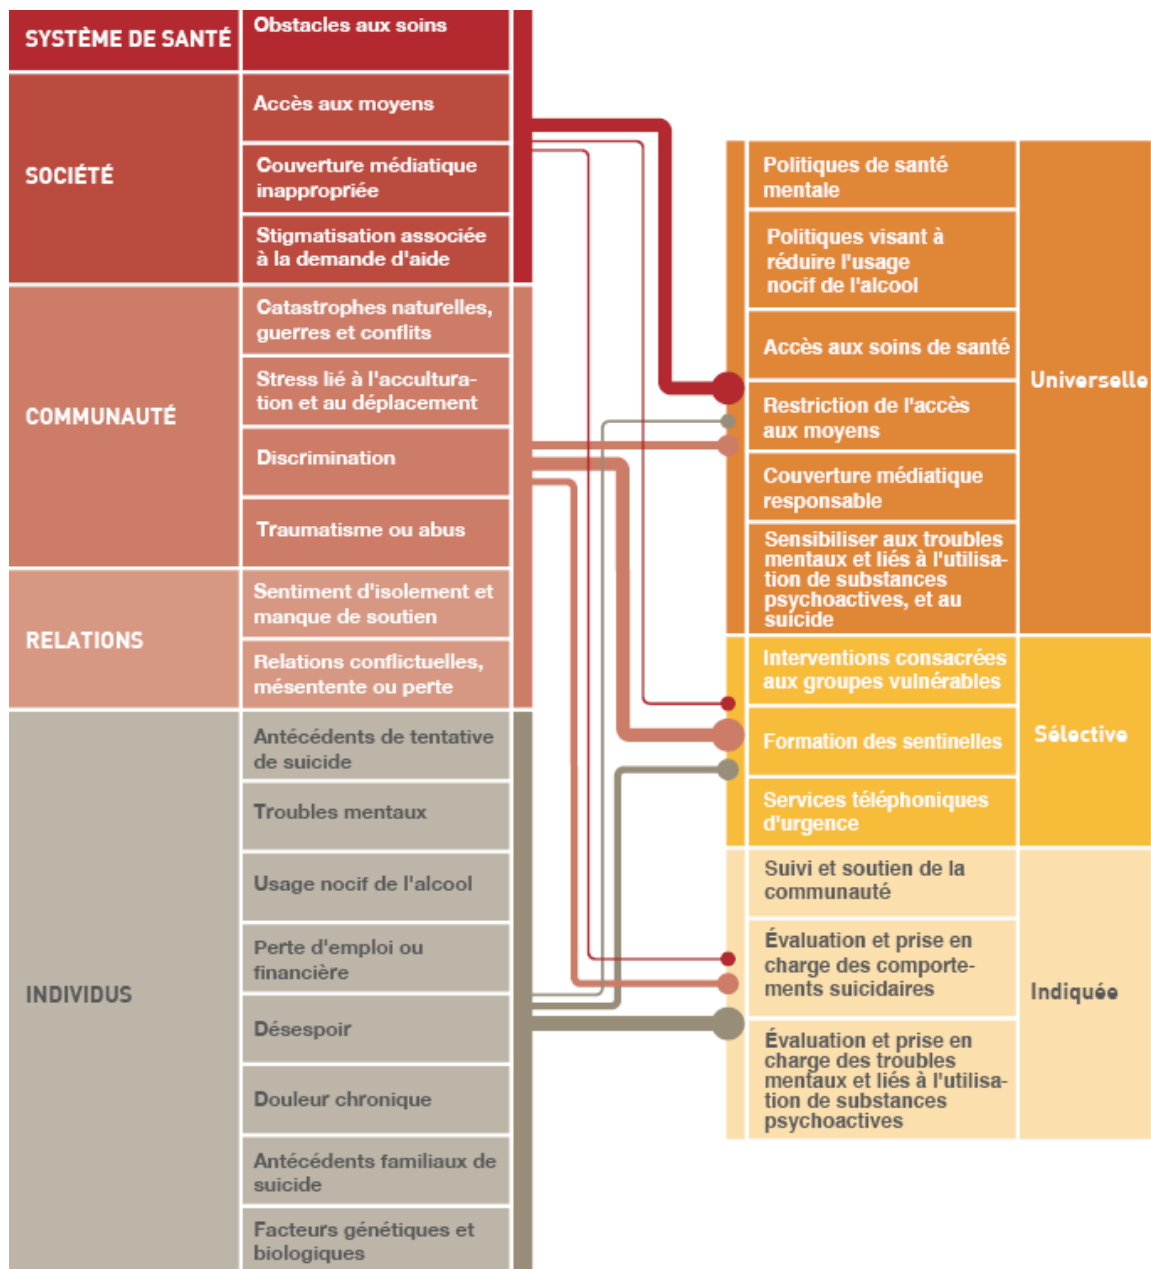 SYSTÈME DE SANTÉ
Obstacles aux soins
SOCIÉTÉ
Accès aux moyens
Couverture médiatique
inappropriée
Stigmatisation associée
à la demande d'aide
COMMUNAUTÉ
Catastrophes naturelles,
guerres et conflits
Stress lié à l'accultura-
tion et au déplacement
Discrimination
Traumatisme ou abus
RELATIONS
Sentiment d'isolement et
manque de soutien
Relations conflictuelles,
mésentente ou perte
INDIVIDUS
Antécédents de tentative
de suicide
Troubles mentaux
Usage nocif de l'alcool
Perte d'emploi ou
financière
Désespoir
Douleur chronique
Antécédents familiaux de
suicide
Facteurs génétiques et
biologiques
Politiques de santé
mentale
Politiques visant à
réduire l'usage
nocif de l'alcool
Accès aux soins de santé
Restriction de l'accès
aux moyens
Couverture médiatique
responsable
Sensibiliser aux troubles
mentaux et liés à l'utilisa-
tion de substances
psychoactives, et au
suicide
Universelle
Interventions consacrées
aux groupes vulnérables
Formation des sentinelles
Services téléphoniques
d'urgence
Sélective
Suivi et soutien de la
communauté
Évaluation et prise en
charge des comporte-
ments suicidaires
Évaluation et prise en
charge des troubles
mentaux et liés à l'utilisa-
tion de substances
psychoactives
Indiquée